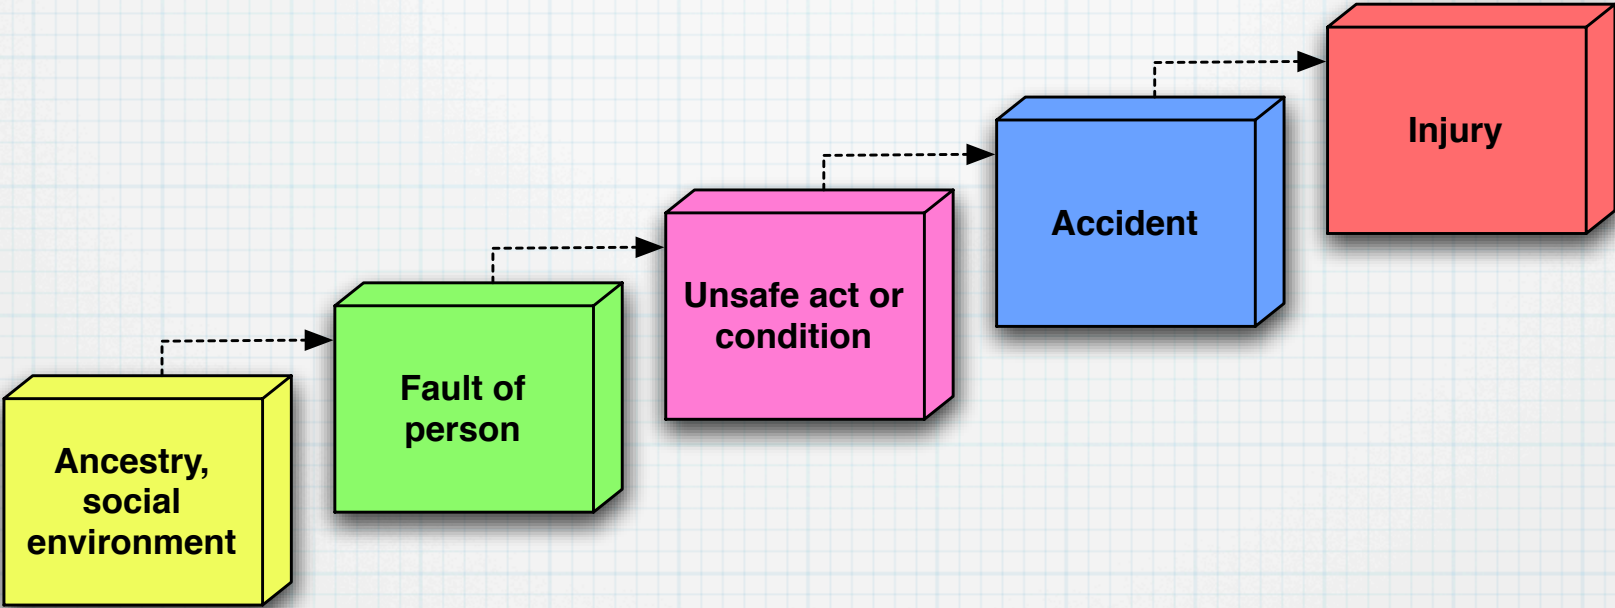 Ancestry,
social
environment
Fault of
person
Unsafe act or
condition
Accident
Injury